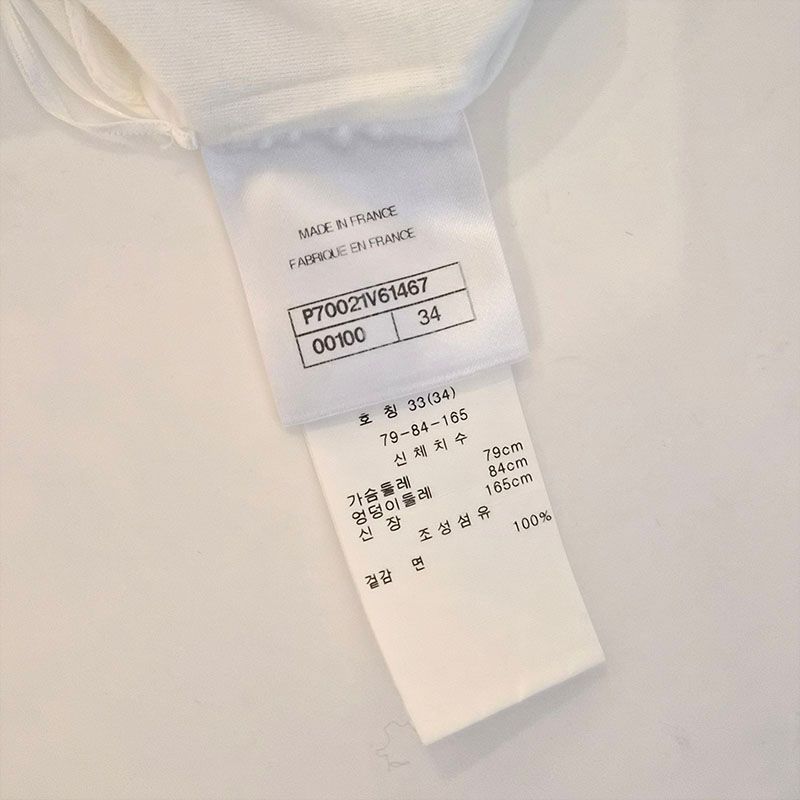 MADE IN FRANCE
FABRIQUE EN FRANCE
P70021V61467
00100 34
호 칭 33(34)
79-84-165
신 체 치 수
가슴둘레 79cm
엉덩이둘레 84cm
신 장 165cm
조 성 섬 유
겉감 면 100%